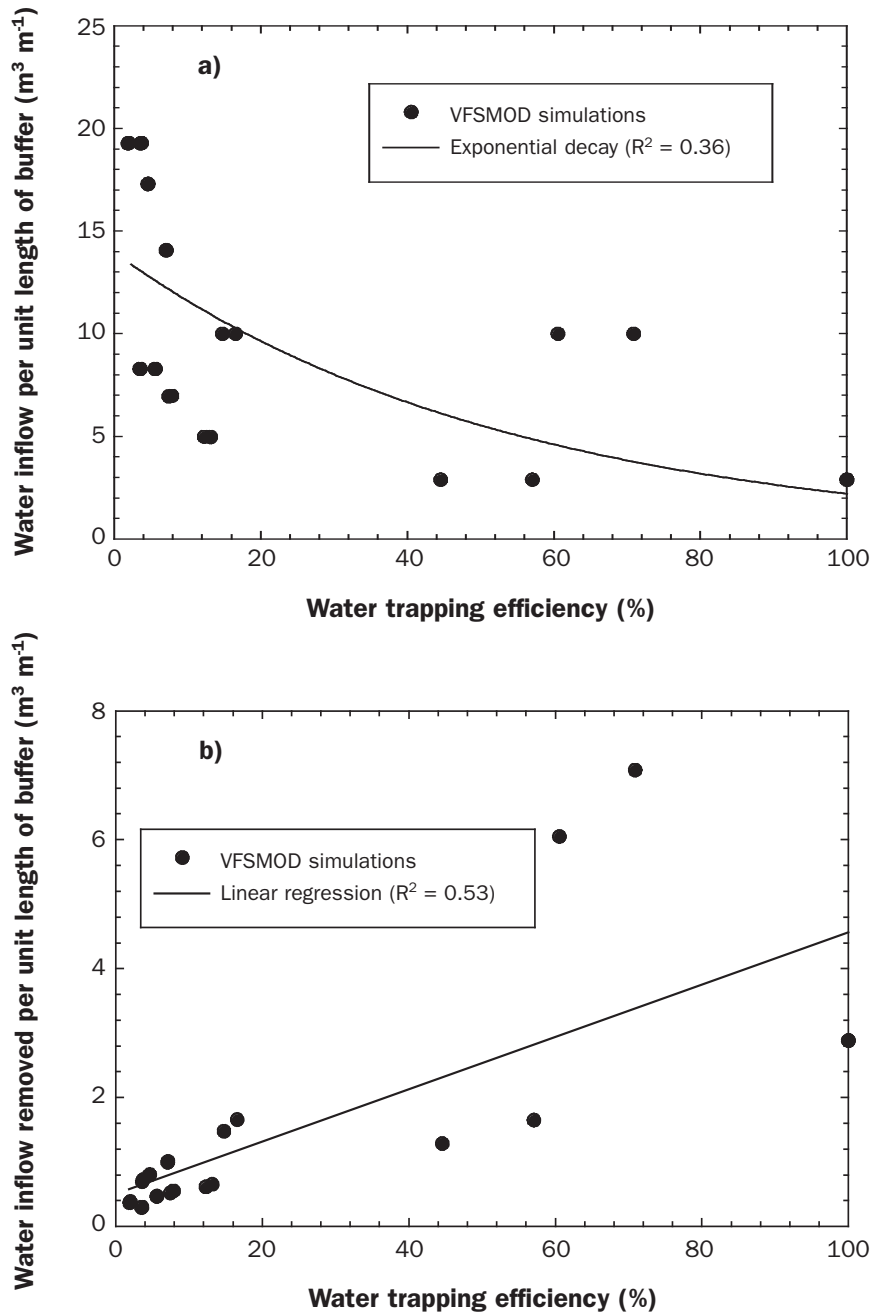 a)
VFSMOD simulations
Exponential decay (R² = 0.36)
Water inflow per unit length of buffer (m³ m⁻¹)
25
20
15
10
5
0
0 20 40 60 80 100
Water trapping efficiency (%)
b)
VFSMOD simulations
Linear regression (R² = 0.53)
Water inflow removed per unit length of buffer (m³ m⁻¹)
8
6
4
2
0
0 20 40 60 80 100
Water trapping efficiency (%)